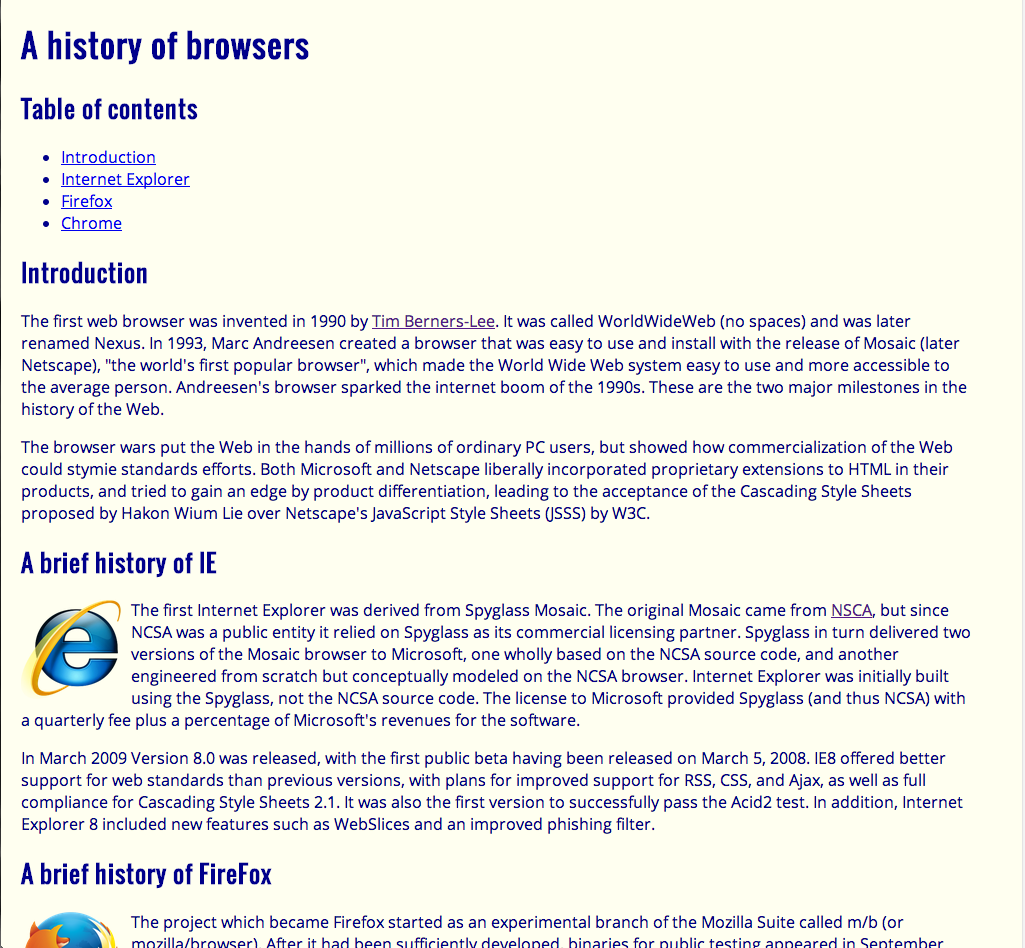 A history of browsers
Table of contents
Introduction
Internet Explorer
Firefox
Chrome
Introduction
The first web browser was invented in 1990 by Tim Berners-Lee. It was called WorldWideWeb (no spaces) and was later
renamed Nexus. In 1993, Marc Andreesen created a browser that was easy to use and install with the release of Mosaic (later
Netscape), "the world's first popular browser", which made the World Wide Web system easy to use and more accessible to
the average person. Andreesen's browser sparked the internet boom of the 1990s. These are the two major milestones in the
history of the Web.
The browser wars put the Web in the hands of millions of ordinary PC users, but showed how commercialization of the Web
could stymie standards efforts. Both Microsoft and Netscape liberally incorporated proprietary extensions to HTML in their
products, and tried to gain an edge by product differentiation, leading to the acceptance of the Cascading Style Sheets
proposed by Hakon Wium Lie over Netscape's JavaScript Style Sheets (JSSS) by W3C.
A brief history of IE
The first Internet Explorer was derived from Spyglass Mosaic. The original Mosaic came from NSCA, but since
NCSA was a public entity it relied on Spyglass as its commercial licensing partner. Spyglass in turn delivered two
versions of the Mosaic browser to Microsoft, one wholly based on the NCSA source code, and another
engineered from scratch but conceptually modeled on the NCSA browser. Internet Explorer was initially built
using the Spyglass, not the NCSA source code. The license to Microsoft provided Spyglass (and thus NCSA) with
a quarterly fee plus a percentage of Microsoft's revenues for the software.
In March 2009 Version 8.0 was released, with the first public beta having been released on March 5, 2008. IE8 offered better
support for web standards than previous versions, with plans for improved support for RSS, CSS, and Ajax, as well as full
compliance for Cascading Style Sheets 2.1. It was also the first version to successfully pass the Acid2 test. In addition, Internet
Explorer 8 included new features such as WebSlices and an improved phishing filter.
A brief history of FireFox
The project which became Firefox started as an experimental branch of the Mozilla Suite called m/b (or
mozilla/browser). After it had been sufficiently developed, binaries for public testing appeared in September